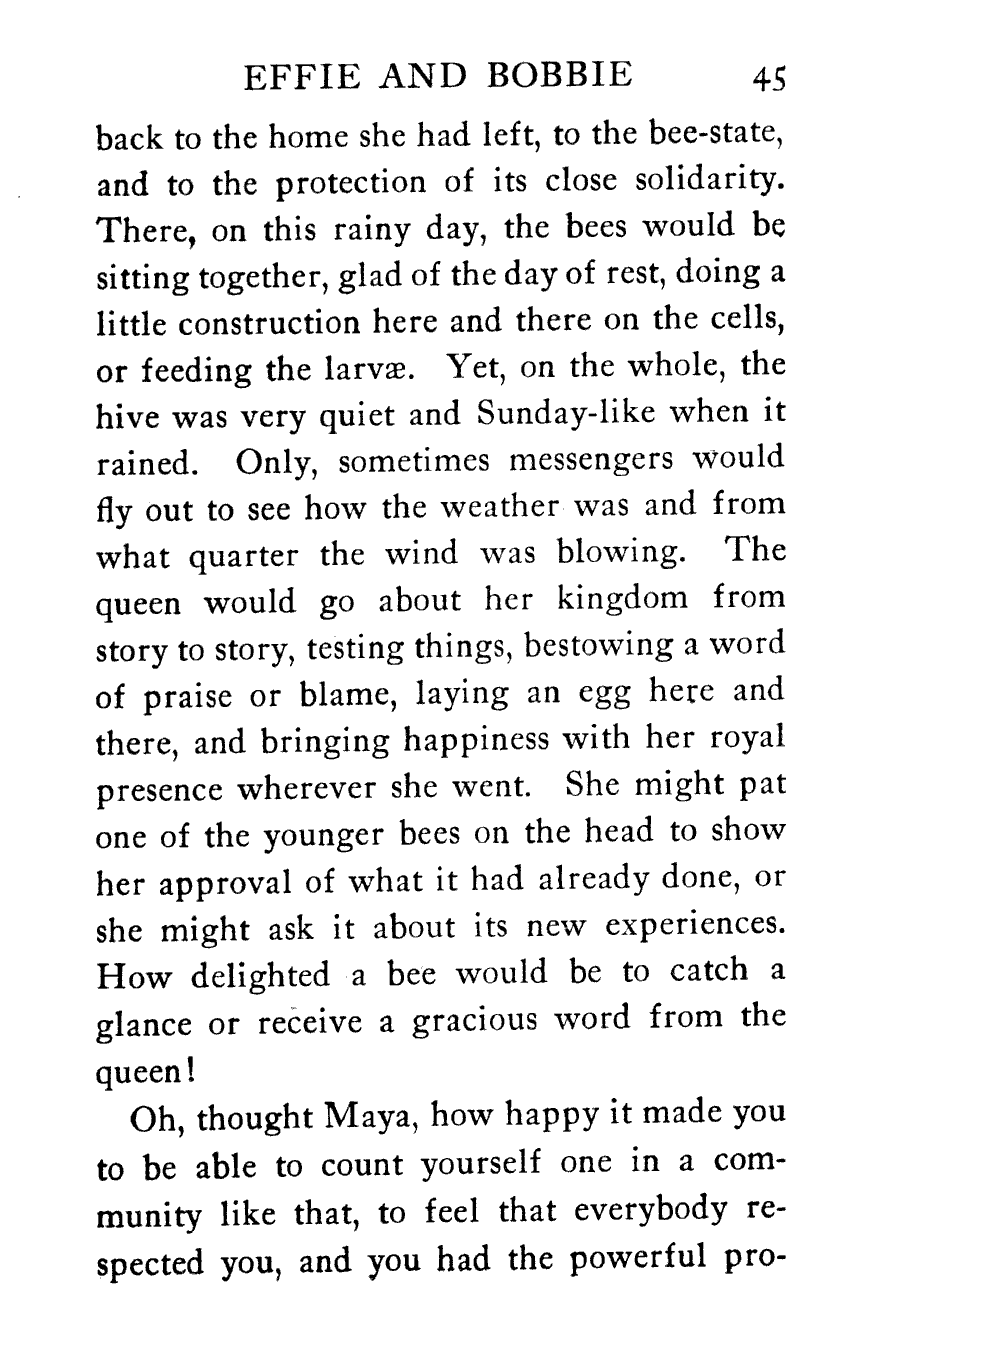 EFFIE AND BOBBIE 45
back to the home she had left, to the bee-state,
and to the protection of its close solidarity.
There, on this rainy day, the bees would be
sitting together, glad of the day of rest, doing a
little construction here and there on the cells,
or feeding the larvæ. Yet, on the whole, the
hive was very quiet and Sunday-like when it
rained. Only, sometimes messengers would
fly out to see how the weather was and from
what quarter the wind was blowing. The
queen would go about her kingdom from
story to story, testing things, bestowing a word
of praise or blame, laying an egg here and
there, and bringing happiness with her royal
presence wherever she went. She might pat
one of the younger bees on the head to show
her approval of what it had already done, or
she might ask it about its new experiences.
How delighted a bee would be to catch a
glance or receive a gracious word from the
queen!
Oh, thought Maya, how happy it made you
to be able to count yourself one in a com-
munity like that, to feel that everybody re-
spected you, and you had the powerful pro-